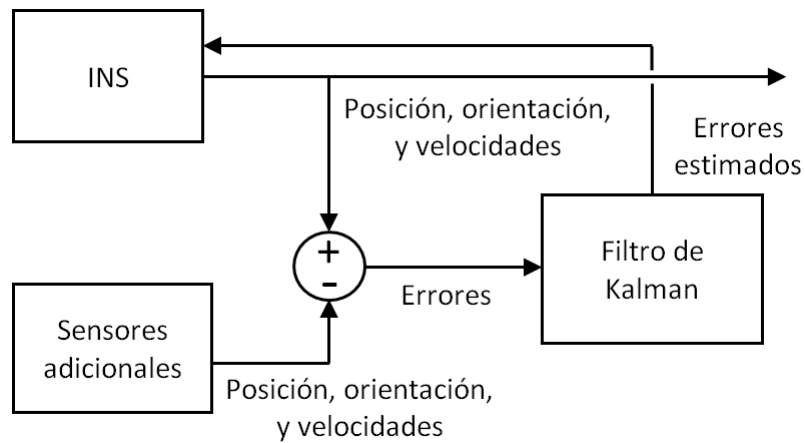 INS
Posición, orientación,
y velocidades
Errores
estimados
+
-
Errores
Filtro de
Kalman
Sensores
adicionales
Posición, orientación,
y velocidades